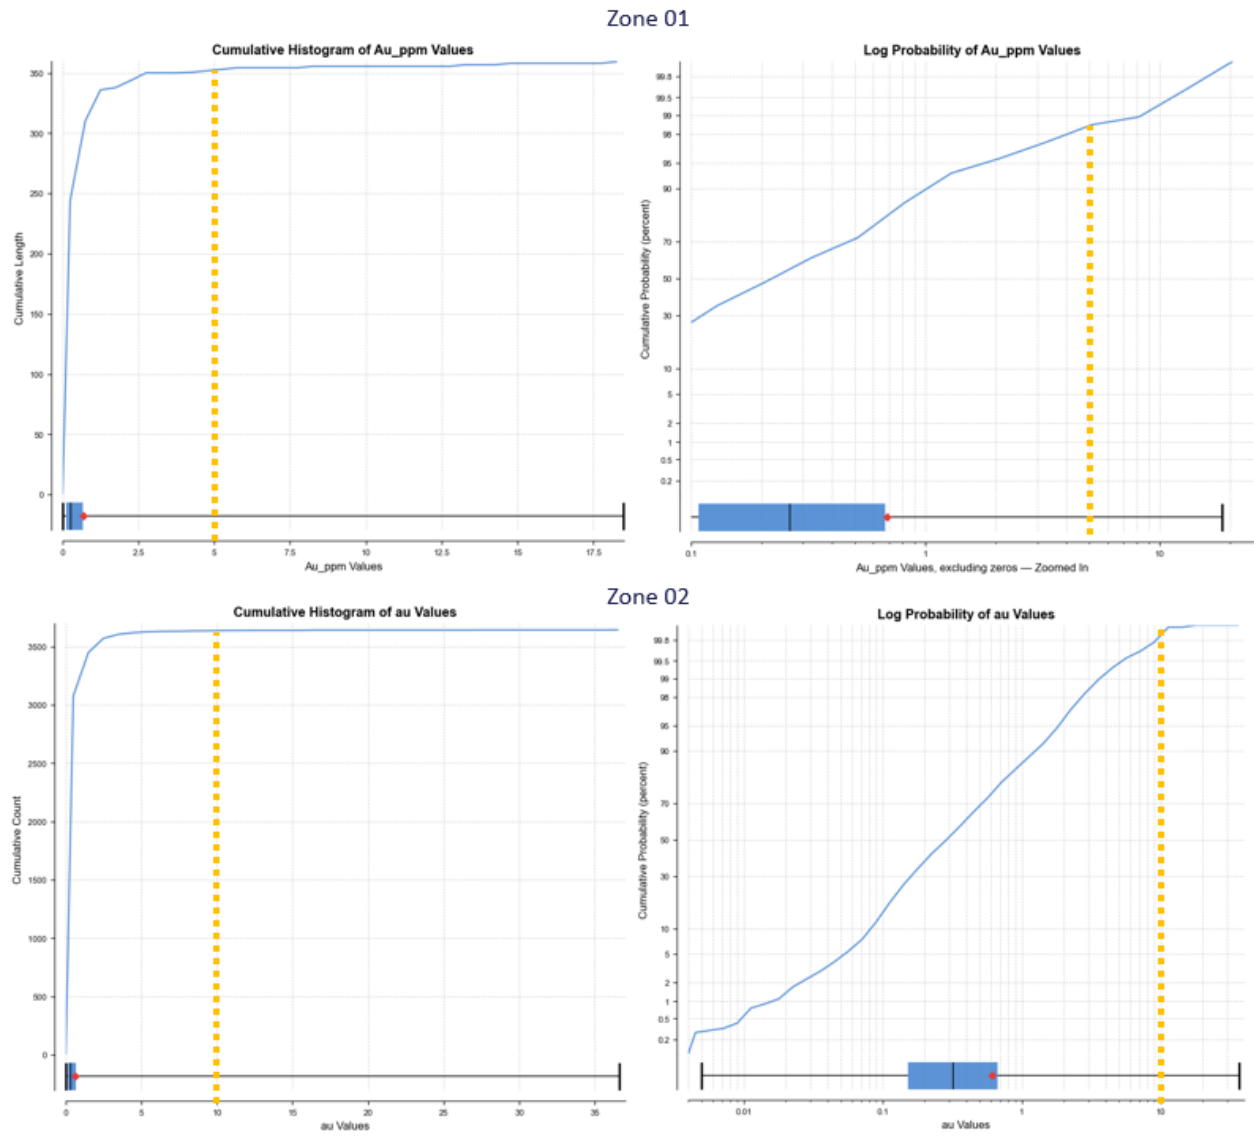 Zone 01
Cumulative Histogram of Au_ppm Values
Cumulative Length
350
300
250
200
150
100
50
0
0 2.5 5 7.5 10 12.5 15 17.5
Au_ppm Values
Log Probability of Au_ppm Values
Cumulative Probability (percent)
99.8
99.5
99
98
95
90
70
50
30
10
5
2
1
0.5
0.2
0.1 1 10
Au_ppm Values, excluding zeros — Zoomed In
Zone 02
Cumulative Histogram of au Values
Cumulative Count
3500
3000
2500
2000
1500
1000
500
0
0 5 10 15 20 25 30 35
au Values
Log Probability of au Values
Cumulative Probability (percent)
99.8
99.5
99
98
95
90
70
50
30
10
5
2
1
0.5
0.2
0.01 0.1 1 10
au Values